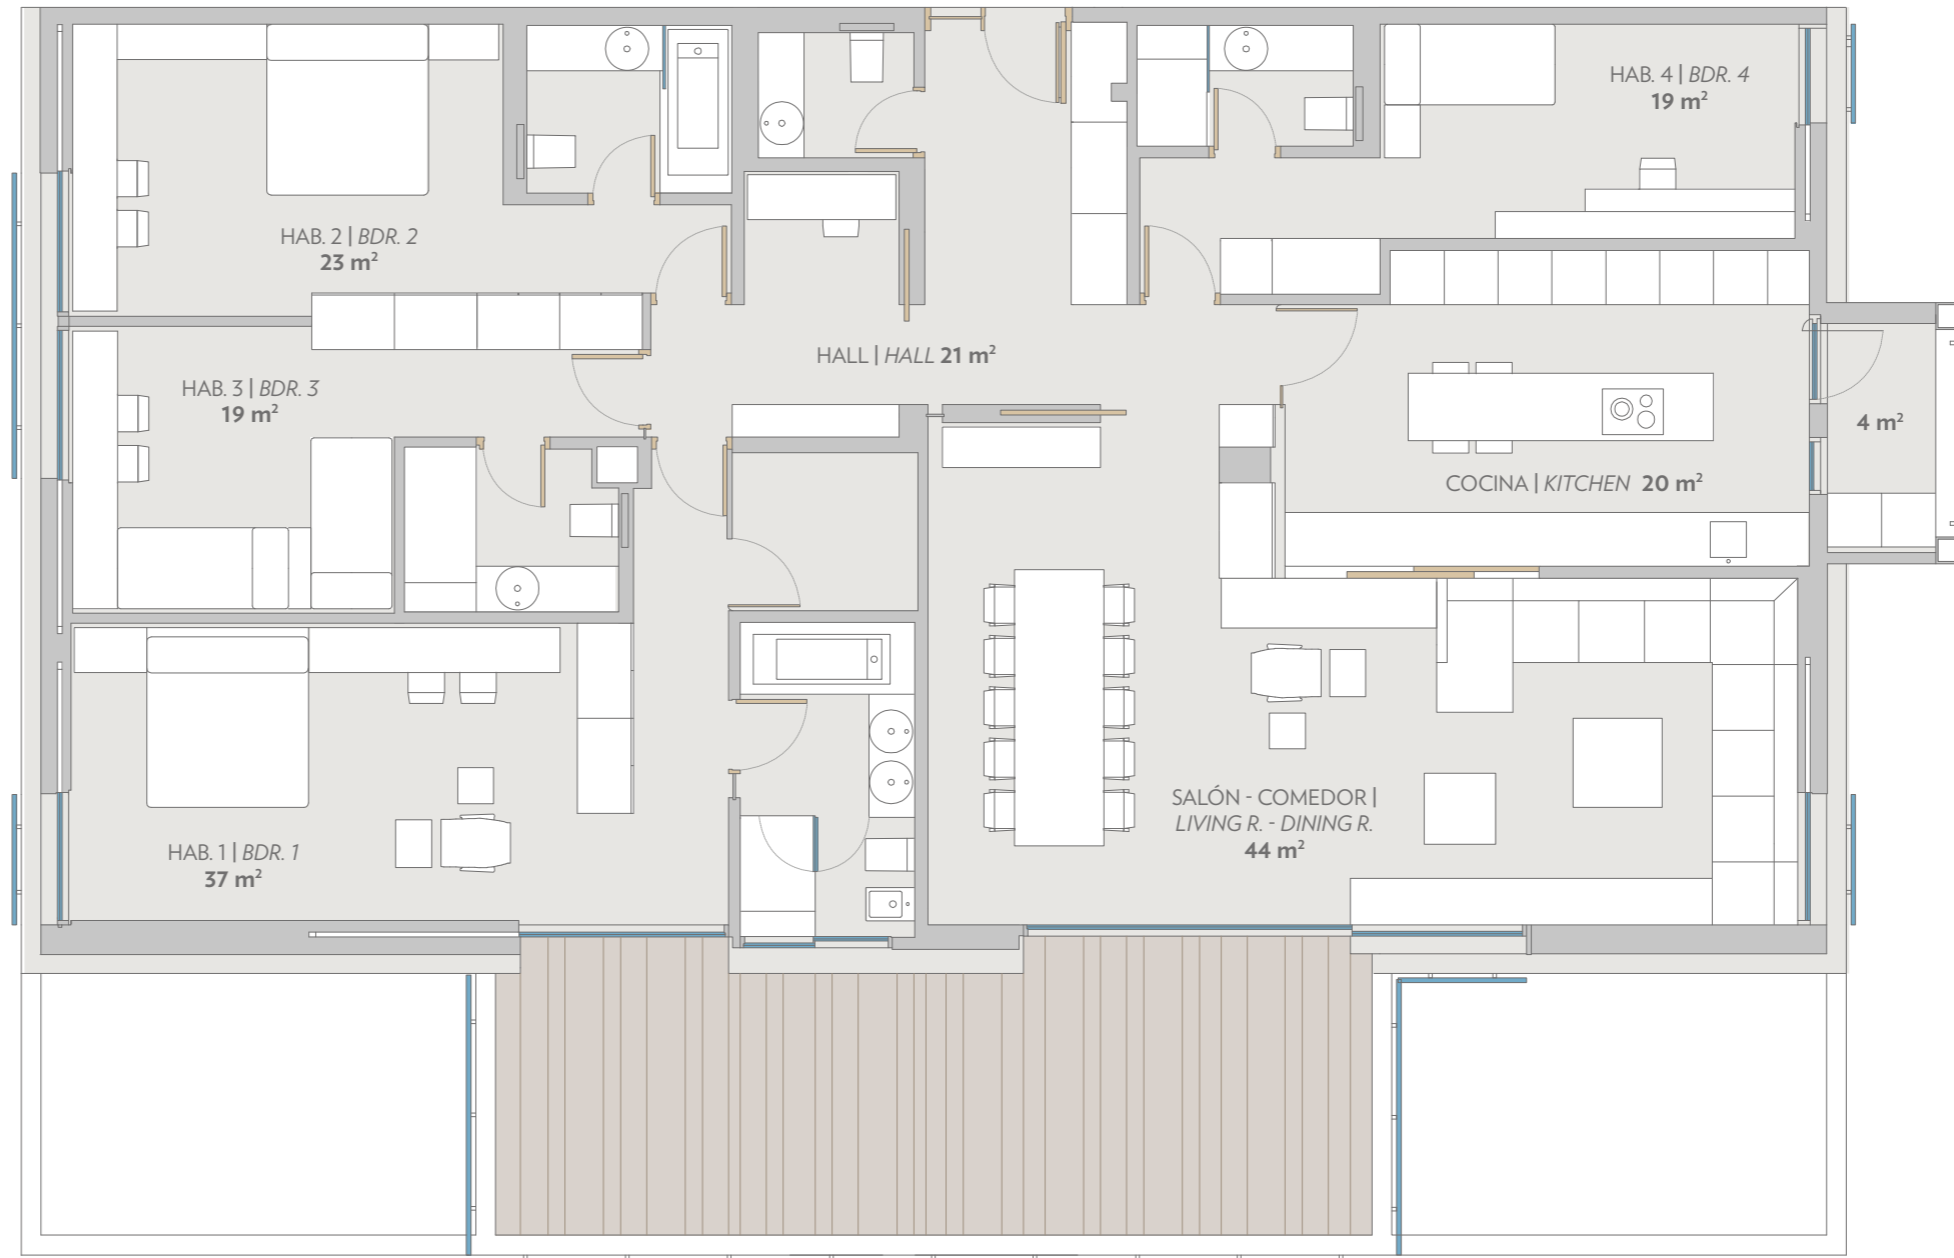 HAB. 4 | BDR. 4
19 m²
HAB. 2 | BDR. 2
23 m²
HALL | HALL 21 m²
HAB. 3 | BDR. 3
19 m²
4 m²
COCINA | KITCHEN 20 m²
SALÓN - COMEDOR |
LIVING R. - DINING R.
44 m²
HAB. 1 | BDR. 1
37 m²